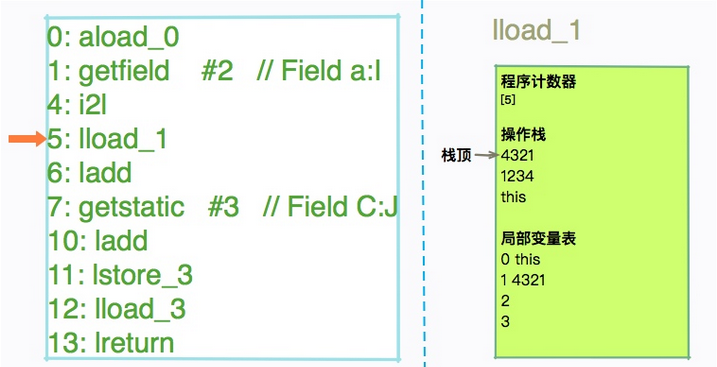 0: aload_0
1: getfield #2 // Field a:I
4: i2l
5: lload_1
6: ladd
7: getstatic #3 // Field C:J
10: ladd
11: lstore_3
12: lload_3
13: lreturn
lload_1
程序计数器
[5]
操作栈
栈顶 4321
1234
this
局部变量表
0 this
1 4321
2
3